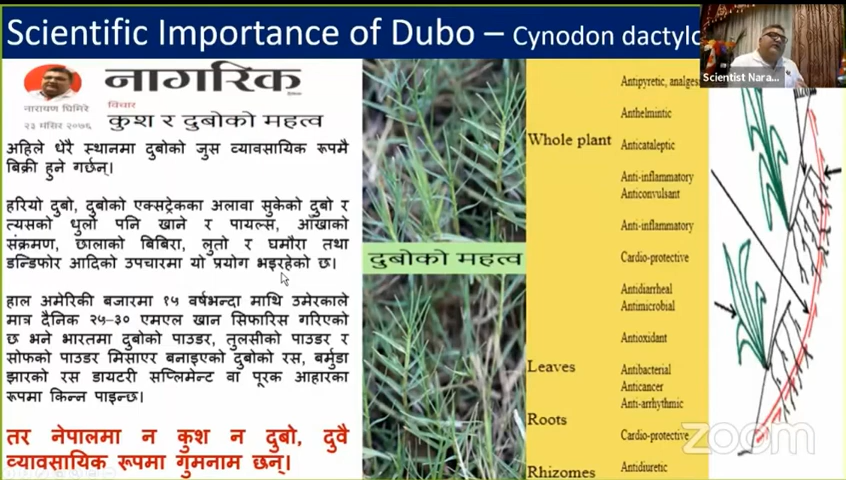 Scientific Importance of Dubo – Cynodon
Scientist Nara...
नागरिक
नारायण घिमिरे
२३ मंसिर २०७६
विचार
कुश र दुबोको महत्व
अहिले धेरै स्थानमा दुबोको जुस व्यावसायिक रूपमै
बिक्री हुने गर्छन्।
हरियो दुबो, दुबोको एक्सट्रेकका अलावा सुकेको दुबो र
त्यसको धुलो पनि खाने र पायल्स, आँखाको
संक्रमण, छालाको बिबिरा, लुतो र घमौरा तथा
डन्डिफोर आदिको उपचारमा यो प्रयोग भइरहेको छ।
हाल अमेरिकी बजारमा १५ वर्षभन्दा माथि उमेरकाले
मात्र दैनिक २५–३० एमएल खान सिफारिस गरिएको
छ भने भारतमा दुबोको पाउडर, तुलसीको पाउडर र
सोफको पाउडर मिसाएर बनाइएको दुबोको रस, बर्मुडा
झारको रस डायटरी सप्लिमेन्ट वा पूरक आहारका
रूपमा किन्न पाइन्छ।
तर नेपालमा न कुश न दुबो, दुवै
व्यावसायिक रूपमा गुमनाम छन्।
दुबोको महत्व
Whole plant
Antipyretic,
Anthelmintic
Anticataleptic
Anti-inflammatory
Anticonvulsant
Anti-inflammatory
Cardio-protective
Antidiarrheal
Antimicrobial
Antioxidant
Leaves
Antibacterial
Anticancer
Anti-arrhythmic
Roots
Cardio-protective
Rhizomes
Antidiuretic
zoom